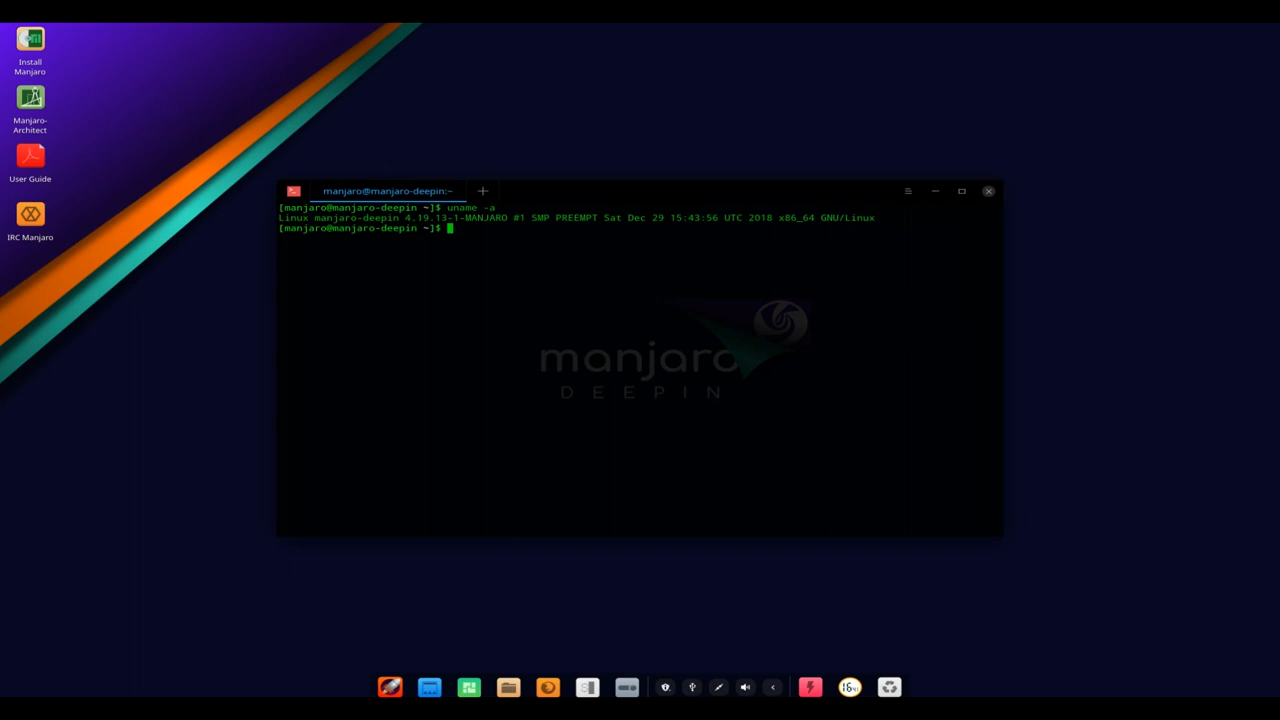 Install
Manjaro
Manjaro-
Architect
User Guide
IRC Manjaro
manjaro@manjaro-deepin:~
[manjaro@manjaro-deepin ~]$ uname -a
Linux manjaro-deepin 4.19.13-1-MANJARO #1 SMP PREEMPT Sat Dec 29 15:43:56 UTC 2018 x86_64 GNU/Linux
[manjaro@manjaro-deepin ~]$
manjaro
DEEPIN
16